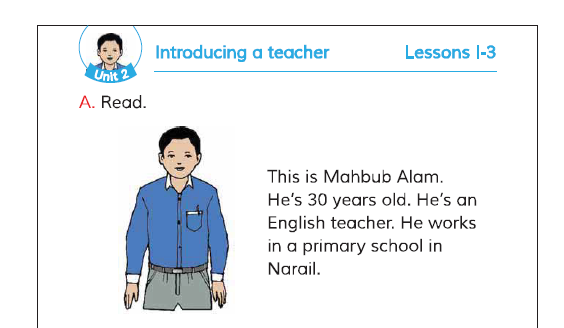 Unit 2
Introducing a teacher Lessons 1-3
A. Read.
This is Mahbub Alam.
He's 30 years old. He's an
English teacher. He works
in a primary school in
Narail.